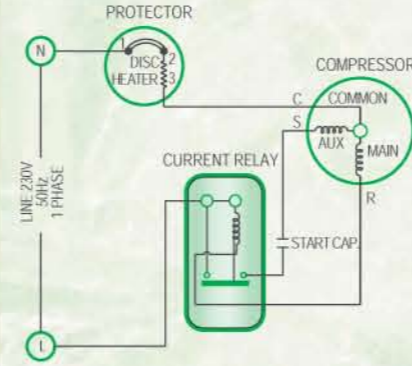 PROTECTOR
N
1
DISC
2
HEATER
3
COMPRESSOR
C
COMMON
S
AUX
MAIN
R
CURRENT RELAY
START CAP.
LINE 230V
50Hz
1 PHASE
L